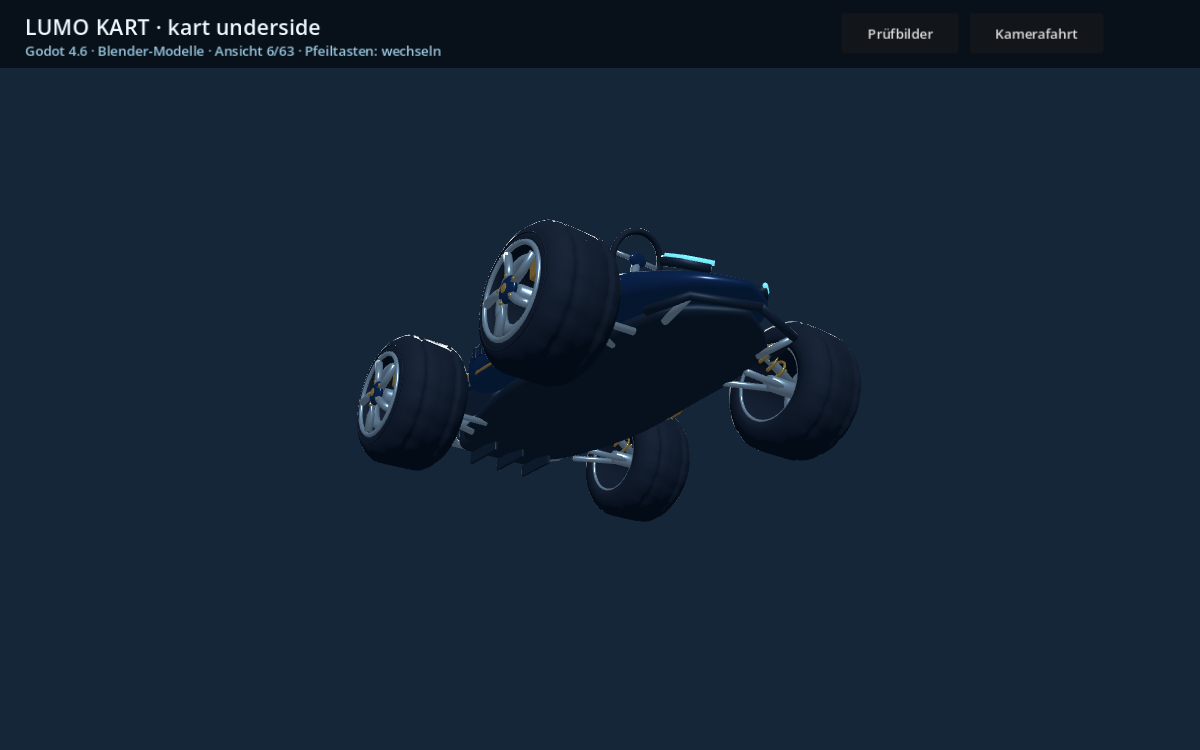 LUMO KART · kart underside
Godot 4.6 · Blender-Modelle · Ansicht 6/63 · Pfeiltasten: wechseln
Prüfbilder
Kamerafahrt